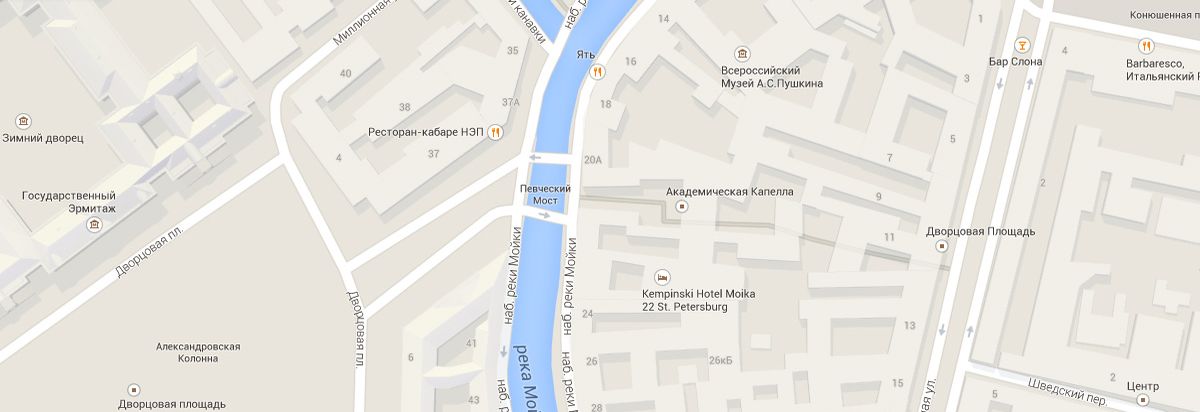 Миллионная
й канавки
наб. р
14
1
Конюшенная п
35
Ять
16
Всероссийский
Музей А.С.Пушкина
3
Бар Слона
4
Barbaresco,
Итальянский Р
40
38
37А
18
Зимний дворец
Ресторан-кабаре НЭП
5
4
37
20А
7
2
Государственный
Эрмитаж
Певческий
Мост
Академическая Капелла
9
Дворцовая пл.
11
Дворцовая Площадь
наб. реки Мойки
наб. реки Мойки
Kempinski Hotel Moika
22 St. Petersburg
Дворцовая пл.
24
13
Александровская
Колонна
6
41
43
река Мо
наб. реки М
26
26кБ
15
наб. р
ая ул.
Шведский пер.
2
Центр
Дворцовая площадь